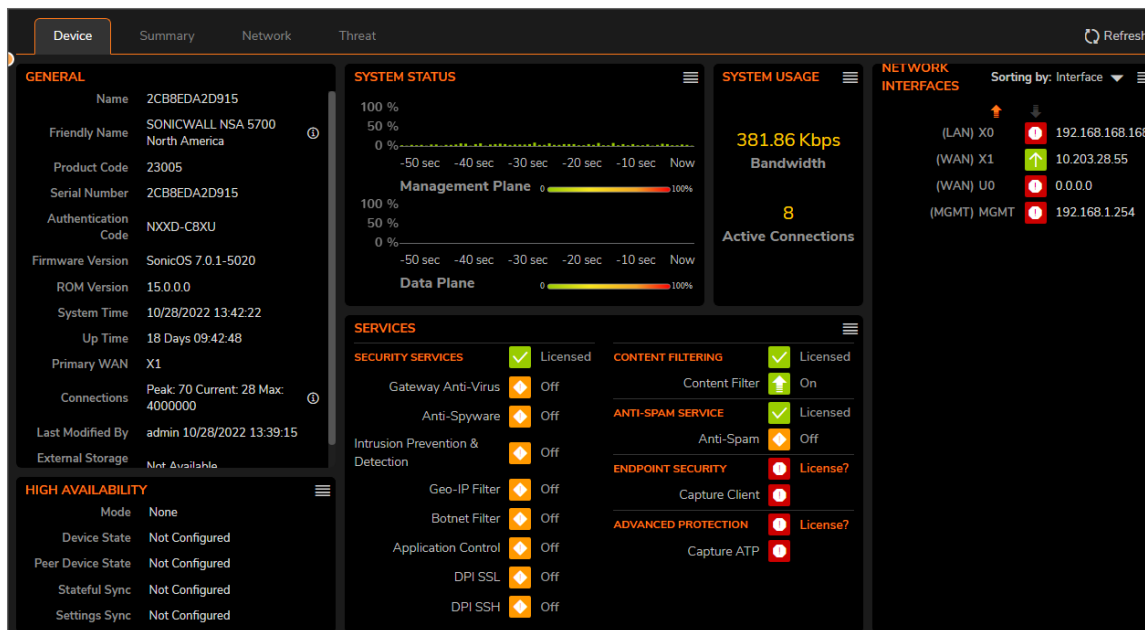 Device Summary Network Threat Refresh
GENERAL
Name 2CB8EDA2D915
Friendly Name SONICWALL NSA 5700
North America
Product Code 23005
Serial Number 2CB8EDA2D915
Authentication
Code NXXD-C8XU
Firmware Version SonicOS 7.0.1-5020
ROM Version 15.0.0.0
System Time 10/28/2022 13:42:22
Up Time 18 Days 09:42:48
Primary WAN X1
Connections Peak: 70 Current: 28 Max:
4000000
Last Modified By admin 10/28/2022 13:39:15
External Storage
Not Available
HIGH AVAILABILITY
Mode None
Device State Not Configured
Peer Device State Not Configured
Stateful Sync Not Configured
Settings Sync Not Configured
SYSTEM STATUS
100 %
50 %
0 %
-50 sec -40 sec -30 sec -20 sec -10 sec Now
Management Plane 0 100%
100 %
50 %
0 %
-50 sec -40 sec -30 sec -20 sec -10 sec Now
Data Plane 0 100%
SYSTEM USAGE
381.86 Kbps
Bandwidth
8
Active Connections
NETWORK
INTERFACES
Sorting by: Interface
(LAN) X0 192.168.168.168
(WAN) X1 10.203.28.55
(WAN) U0 0.0.0.0
(MGMT) MGMT 192.168.1.254
SERVICES
SECURITY SERVICES Licensed
Gateway Anti-Virus Off
Anti-Spyware Off
Intrusion Prevention &
Detection Off
Geo-IP Filter Off
Botnet Filter Off
Application Control Off
DPI SSL Off
DPI SSH Off
CONTENT FILTERING Licensed
Content Filter On
ANTI-SPAM SERVICE Licensed
Anti-Spam Off
ENDPOINT SECURITY License?
Capture Client
ADVANCED PROTECTION License?
Capture ATP